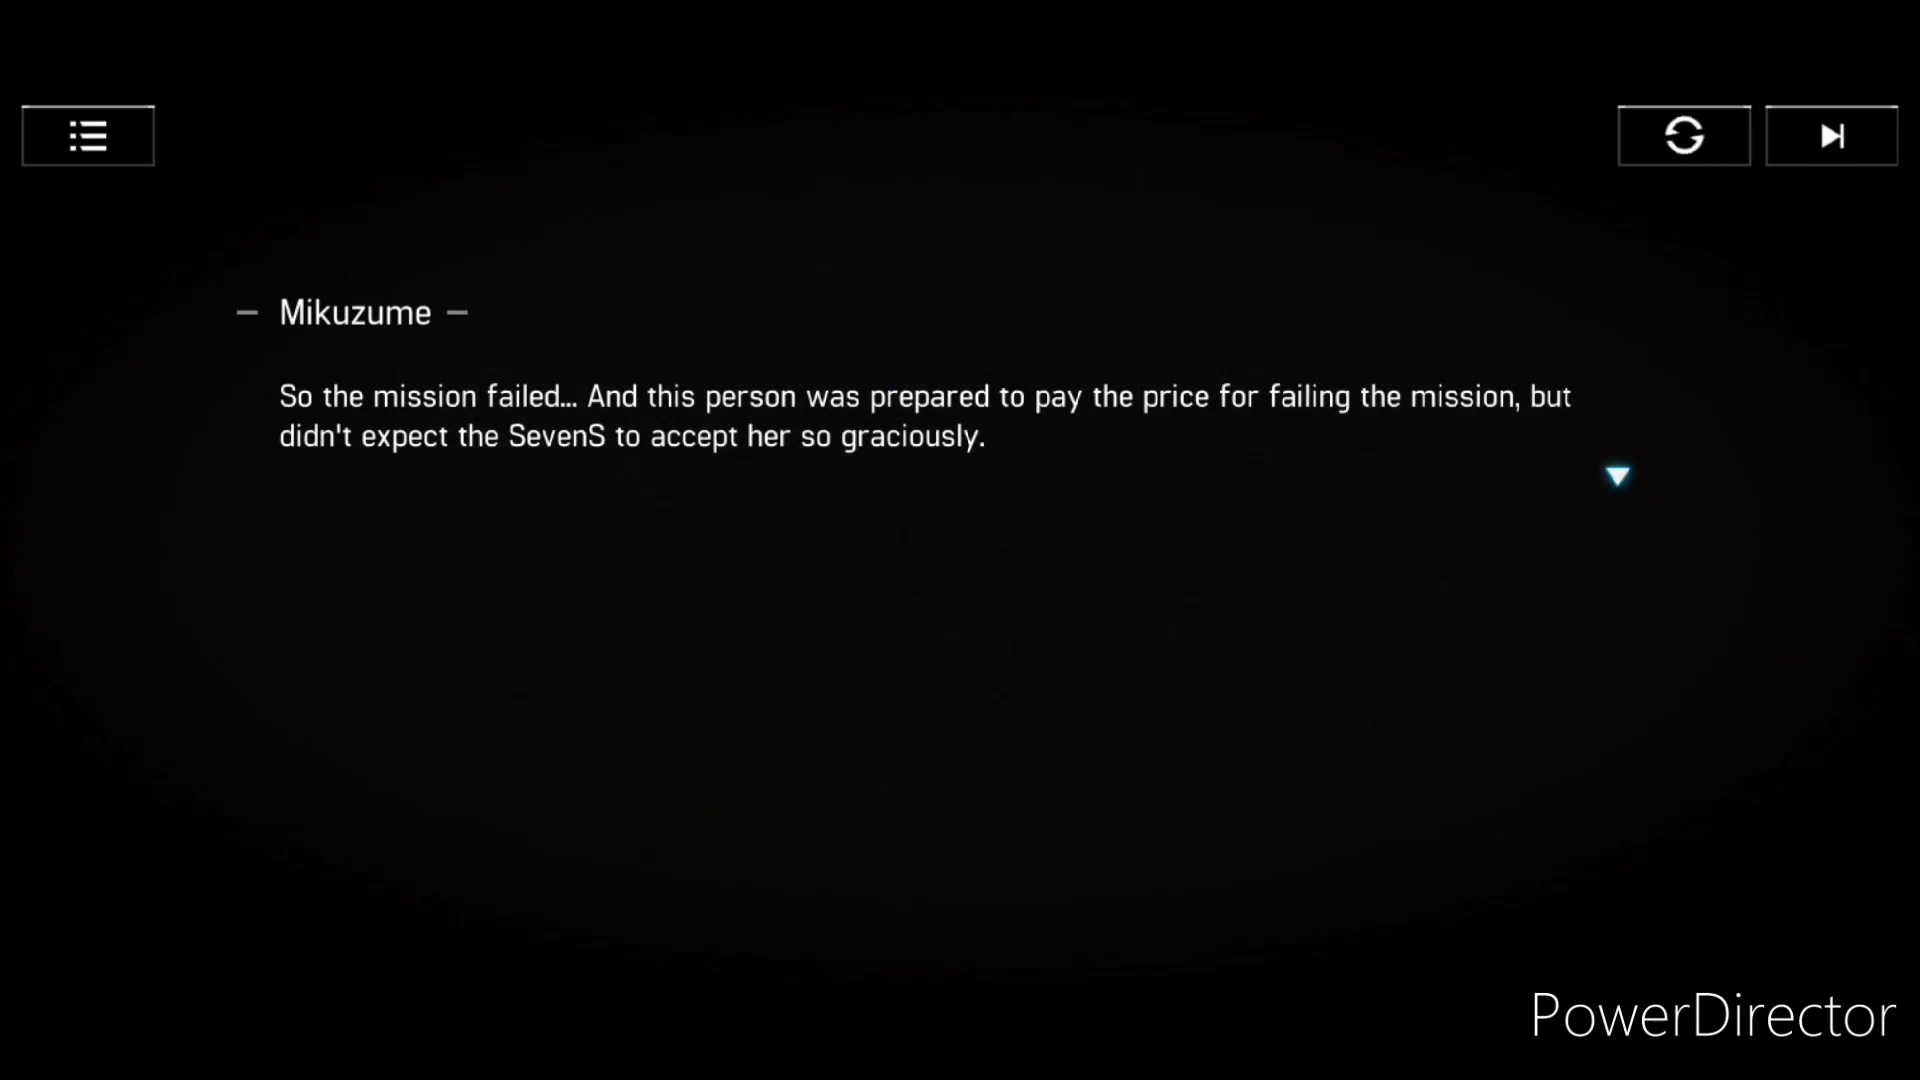 — Mikuzume —
So the mission failed... And this person was prepared to pay the price for failing the mission, but
didn't expect the SevenS to accept her so graciously.
PowerDirector